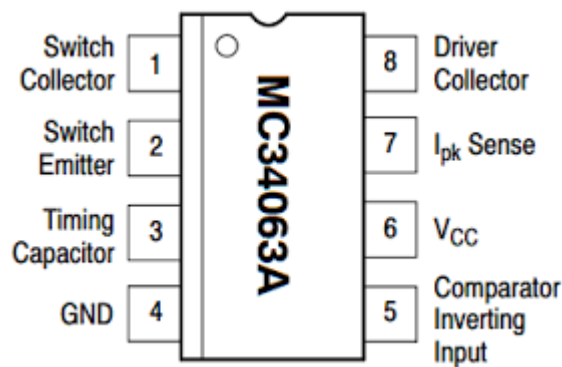 Switch
Collector
1
Switch
Emitter
2
Timing
Capacitor
3
GND
4
MC34063A
8
Driver
Collector
7
Ipk Sense
6
VCC
5
Comparator
Inverting
Input